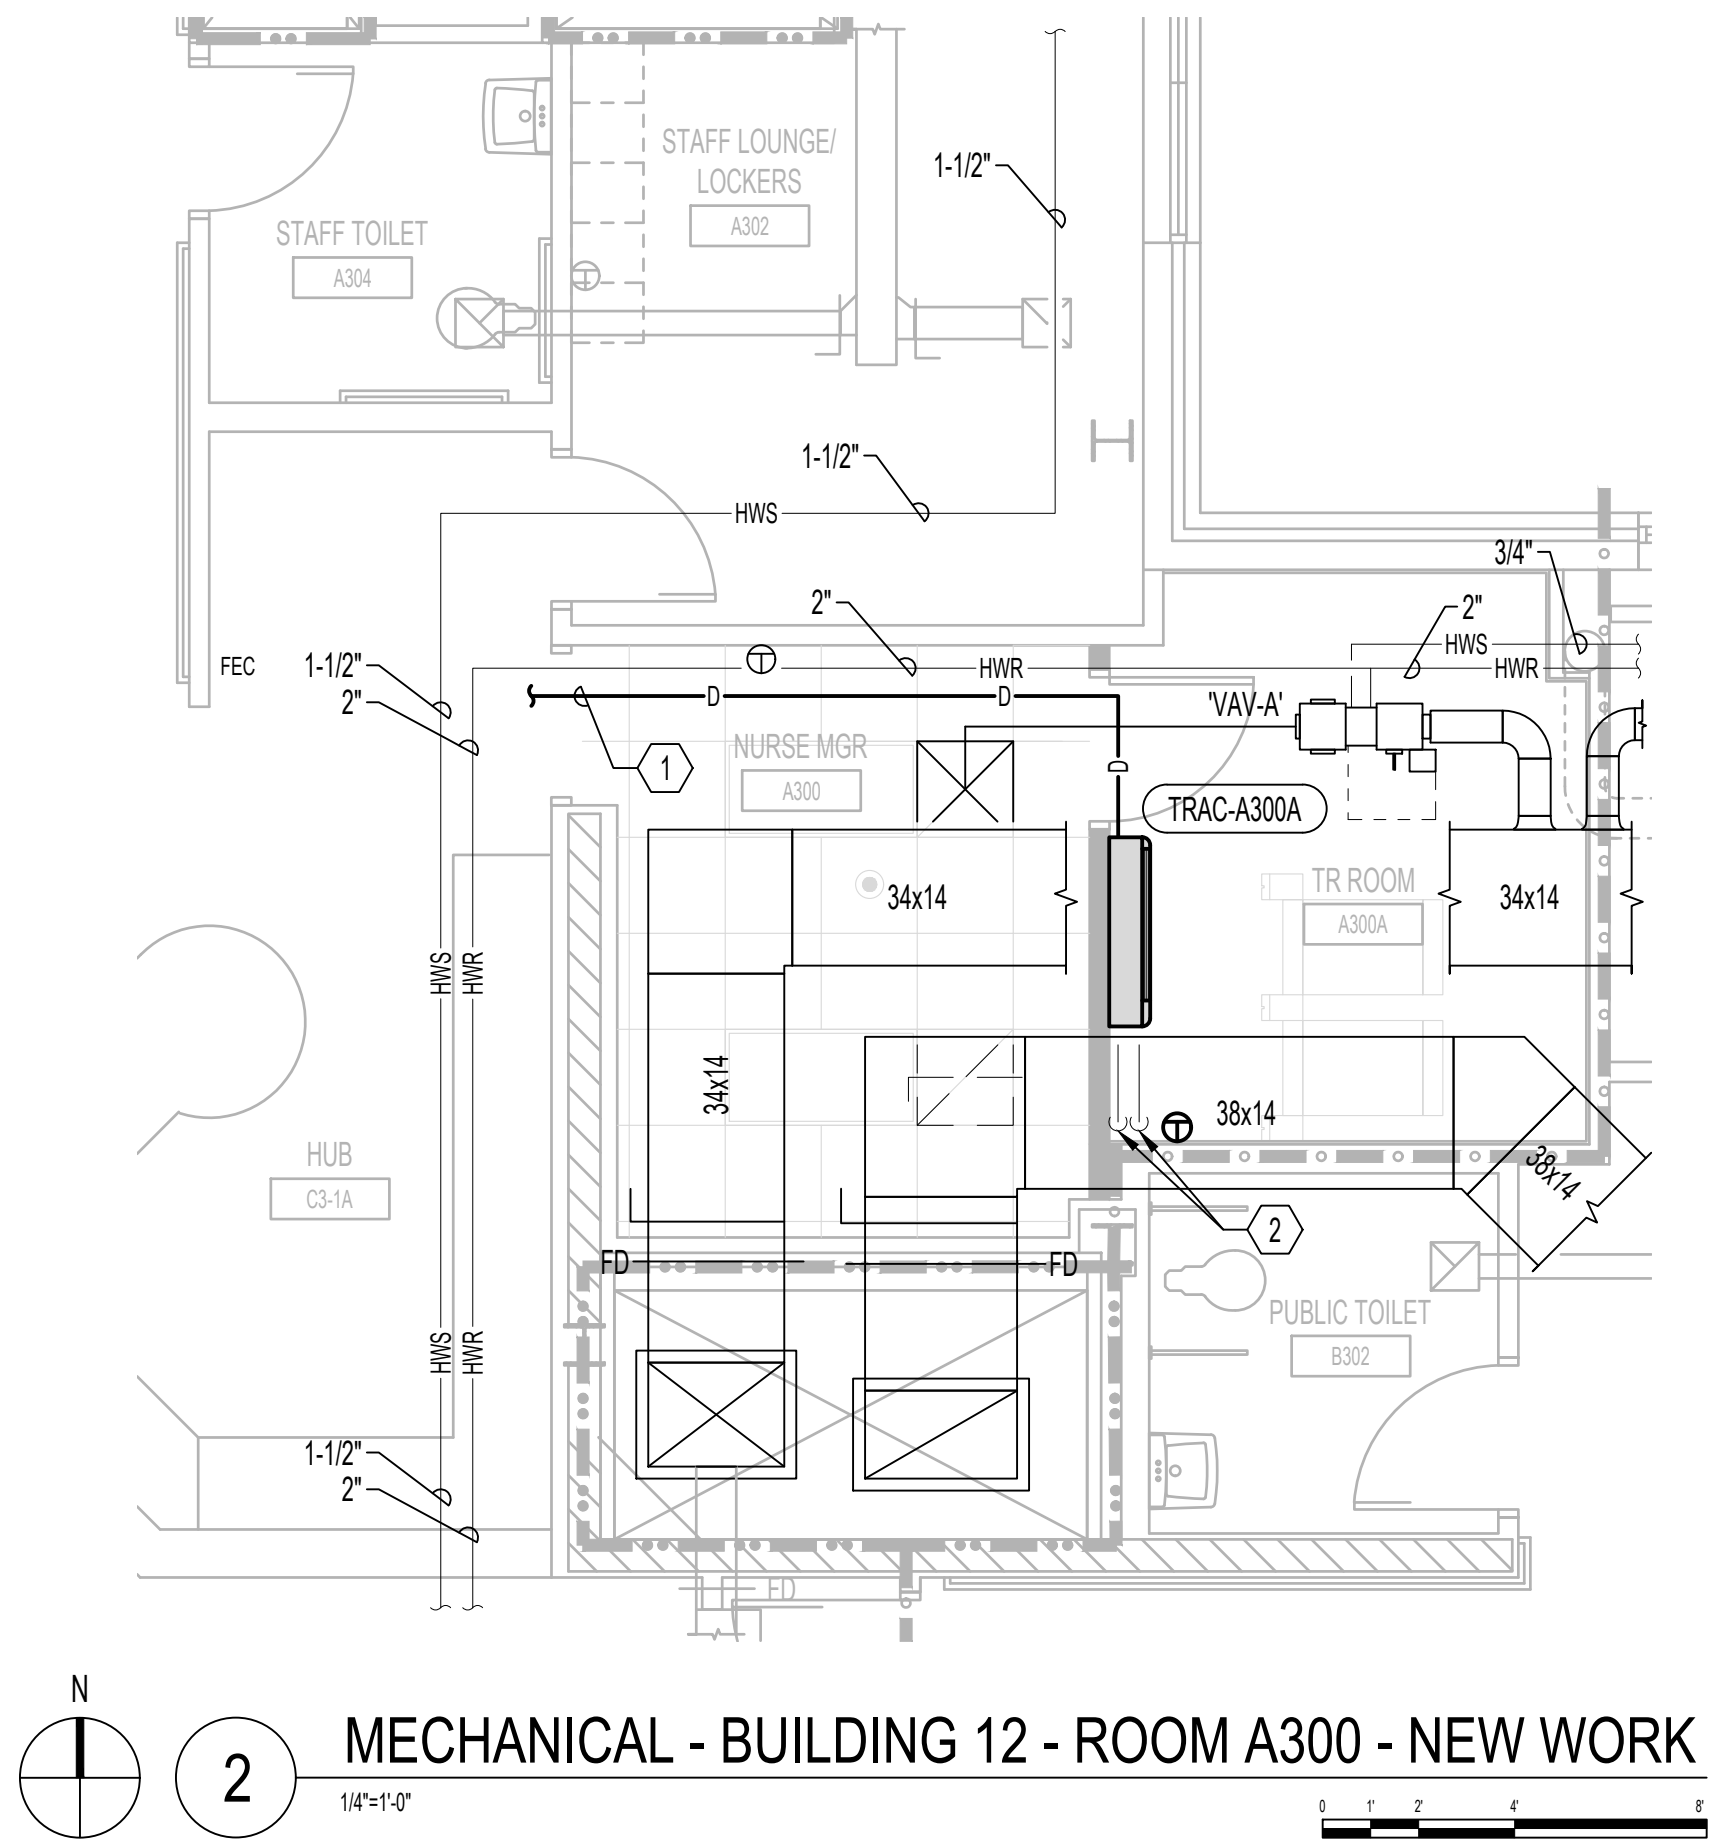 STAFF LOUNGE/
LOCKERS
A302
1-1/2"
STAFF TOILET
A304
1-1/2"
HWS
3/4"
2"
2"
HWS
FEC
1-1/2"
HWR
HWR
2"
D
D
'VAV-A'
NURSE MGR
1
A300
D
TRAC-A300A
34x14
TR ROOM
34x14
A300A
HWS
HWR
34x14
38x14
HUB
38x14
C3-1A
2
FD
FD
PUBLIC TOILET
HWS
HWR
B302
1-1/2"
2"
FD
N
2
MECHANICAL - BUILDING 12 - ROOM A300 - NEW WORK
1/4"=1'-0"
0 1' 2' 4' 8'